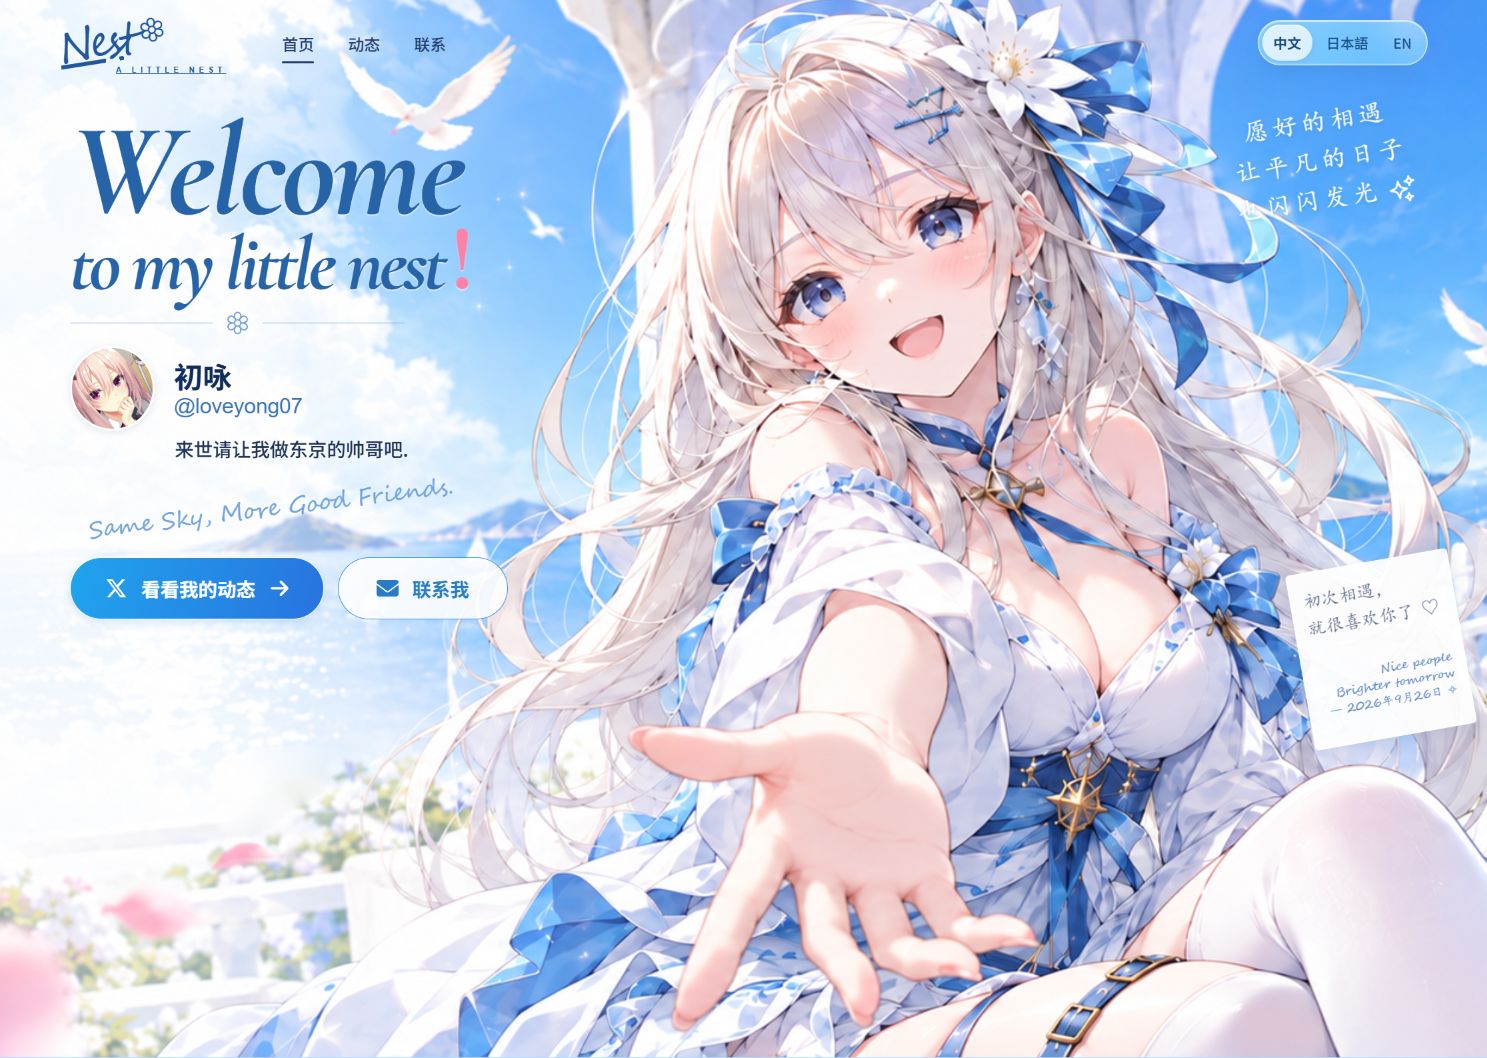 Nest
A LITTLE NEST
首页 动态 联系
中文 日本語 EN
愿好的相遇
让平凡的日子
也闪闪发光
Welcome
to my little nest!
初咏
@loveyong07
来世请让我做东京的帅哥吧.
Same Sky, More Good Friends.
看看我的动态
联系我
初次相遇，
就很喜欢你了
Nice people
Brighter tomorrow
— 2026年9月26日